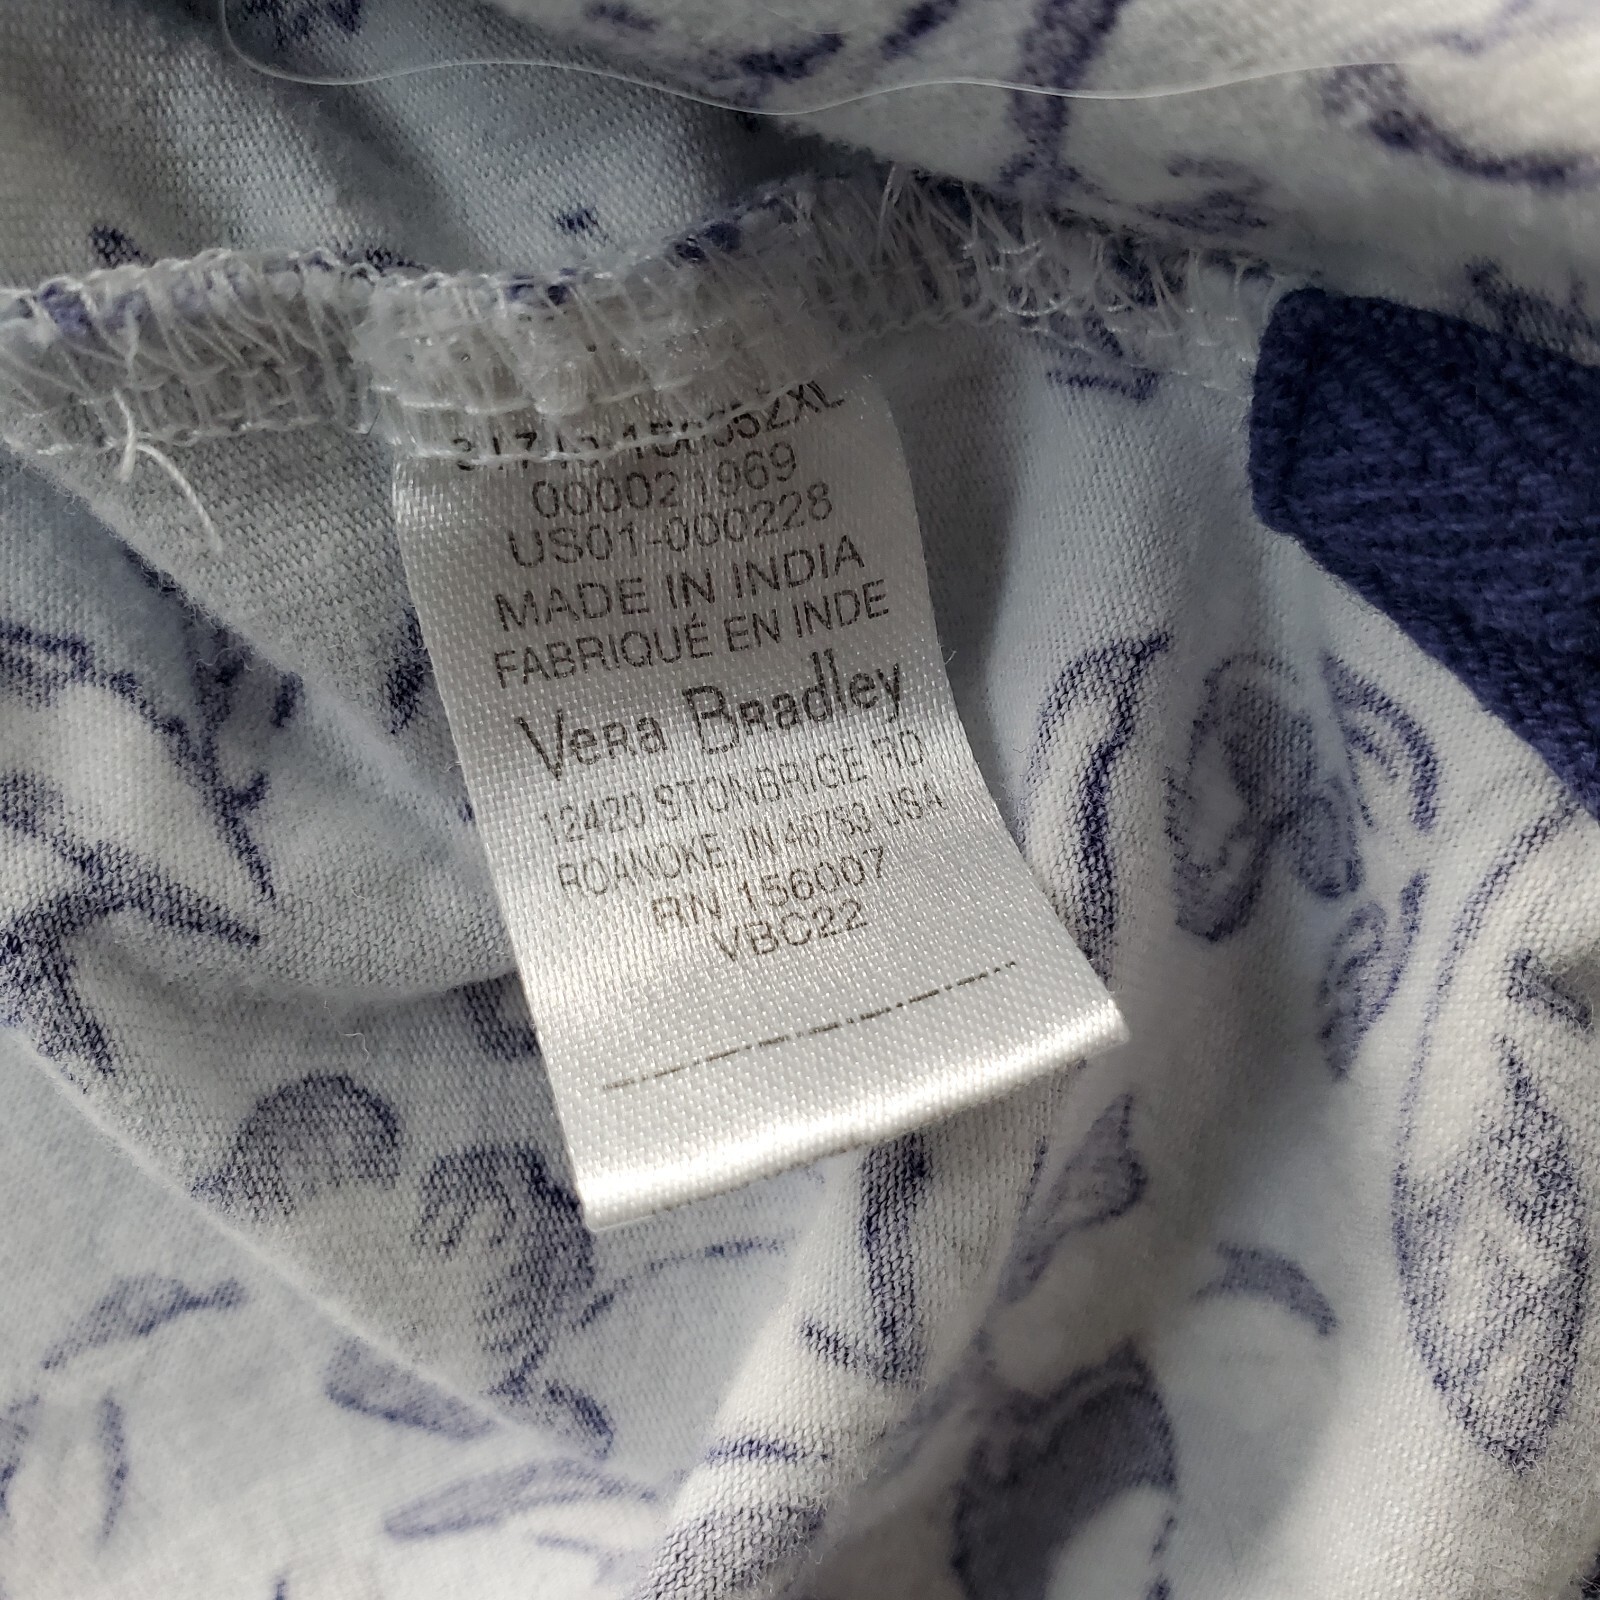 2XL
000021969
US01-000228
MADE IN INDIA
FABRIQUÉ EN INDE
Vera Bradley
12420 STONBRIGE RD
ROANOKE, IN 46783 USA
RN 156007
VBC22